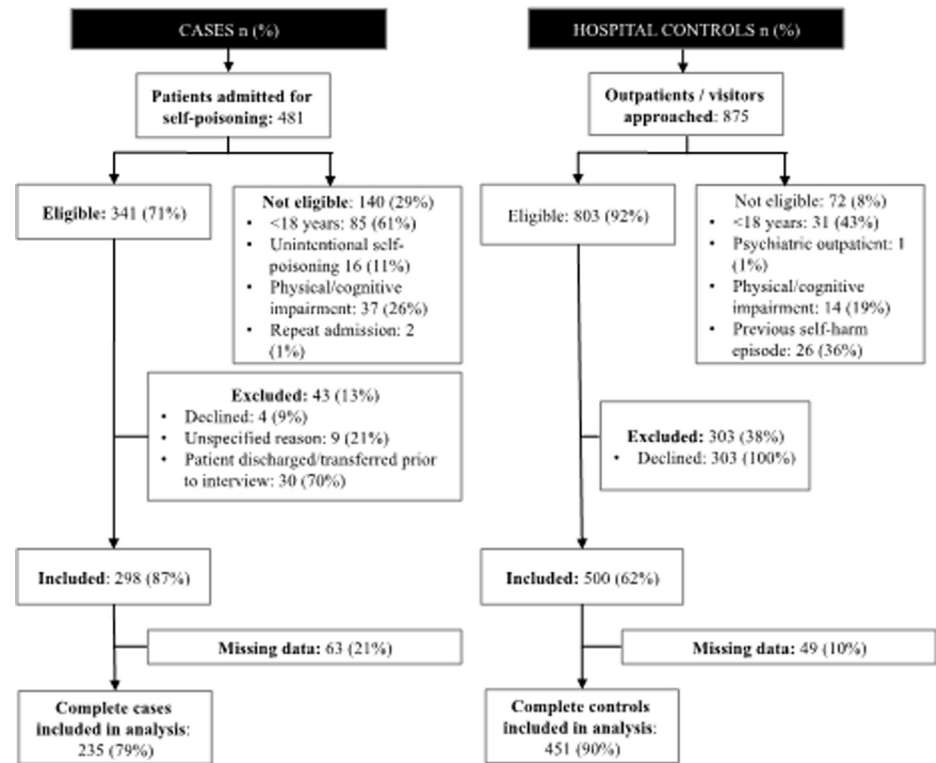 CASES n (%)
Patients admitted for
self-poisoning: 481
Eligible: 341 (71%)
Not eligible: 140 (29%)
• <18 years: 85 (61%)
• Unintentional self-
poisoning 16 (11%)
• Physical/cognitive
impairment: 37 (26%)
• Repeat admission: 2
(1%)
Excluded: 43 (13%)
• Declined: 4 (9%)
• Unspecified reason: 9 (21%)
• Patient discharged/transferred prior
to interview: 30 (70%)
Included: 298 (87%)
Missing data: 63 (21%)
Complete cases
included in analysis:
235 (79%)
HOSPITAL CONTROLS n (%)
Outpatients / visitors
approached: 875
Eligible: 803 (92%)
Not eligible: 72 (8%)
• <18 years: 31 (43%)
• Psychiatric outpatient: 1
(1%)
• Physical/cognitive
impairment: 14 (19%)
• Previous self-harm
episode: 26 (36%)
Excluded: 303 (38%)
• Declined: 303 (100%)
Included: 500 (62%)
Missing data: 49 (10%)
Complete controls
included in analysis:
451 (90%)